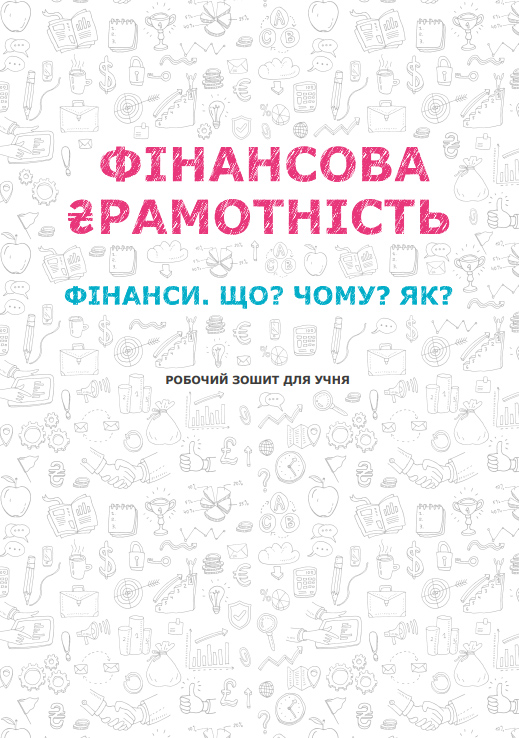 ФІНАНСОВА
₴РАМОТНІСТЬ
ФІНАНСИ. ЩО? ЧОМУ? ЯК?
РОБОЧИЙ ЗОШИТ ДЛЯ УЧНЯ